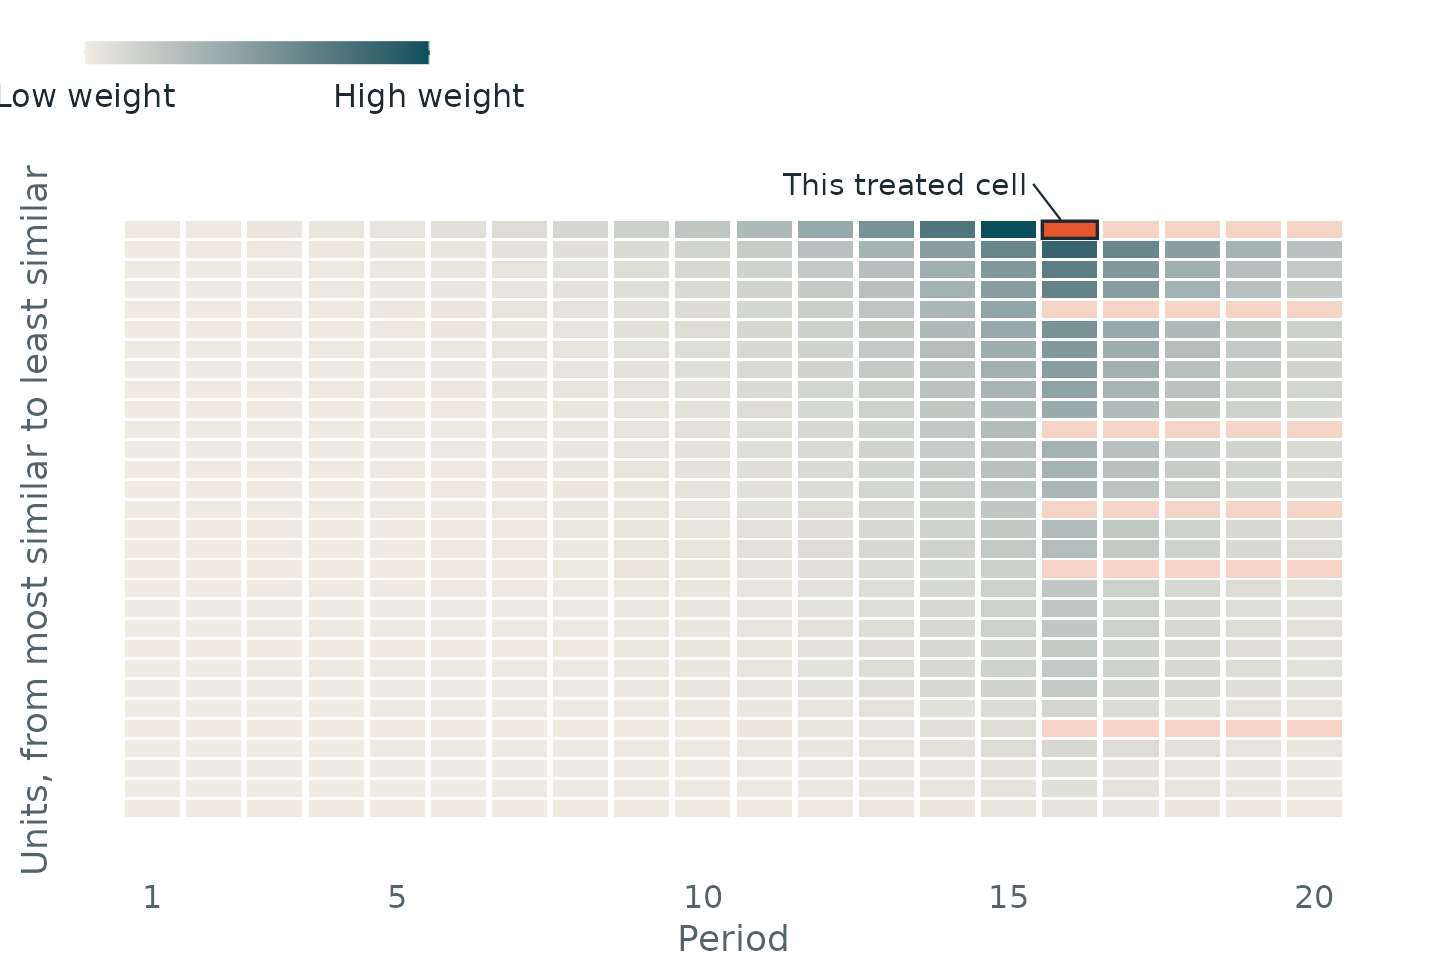 Low weight
High weight
This treated cell
Units, from most similar to least similar
1 5 10 15 20
Period